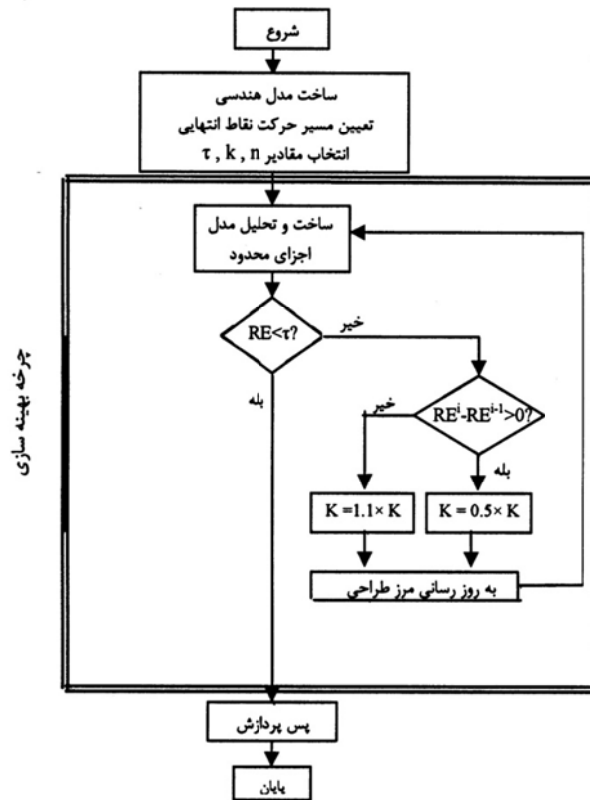 شروع
ساخت مدل هندسی
تعیین مسیر حرکت نقاط انتهایی
انتخاب مقادیر τ , k , n
ساخت و تحلیل مدل
اجزای محدود
RE<τ?
خیر
بله
REⁱ-REⁱ⁻¹>0?
خیر
بله
K =1.1× K
K = 0.5× K
به روز رسانی مرز طراحی
چرخه بهینه سازی
پس پردازش
پایان